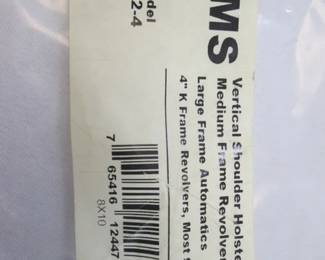 MS
Vertical Shoulder Holste
Medium Frame Revolve
Large Frame Automatics
4" K Frame Revolvers, Most
del
2-4
7 65416 12447
8X10